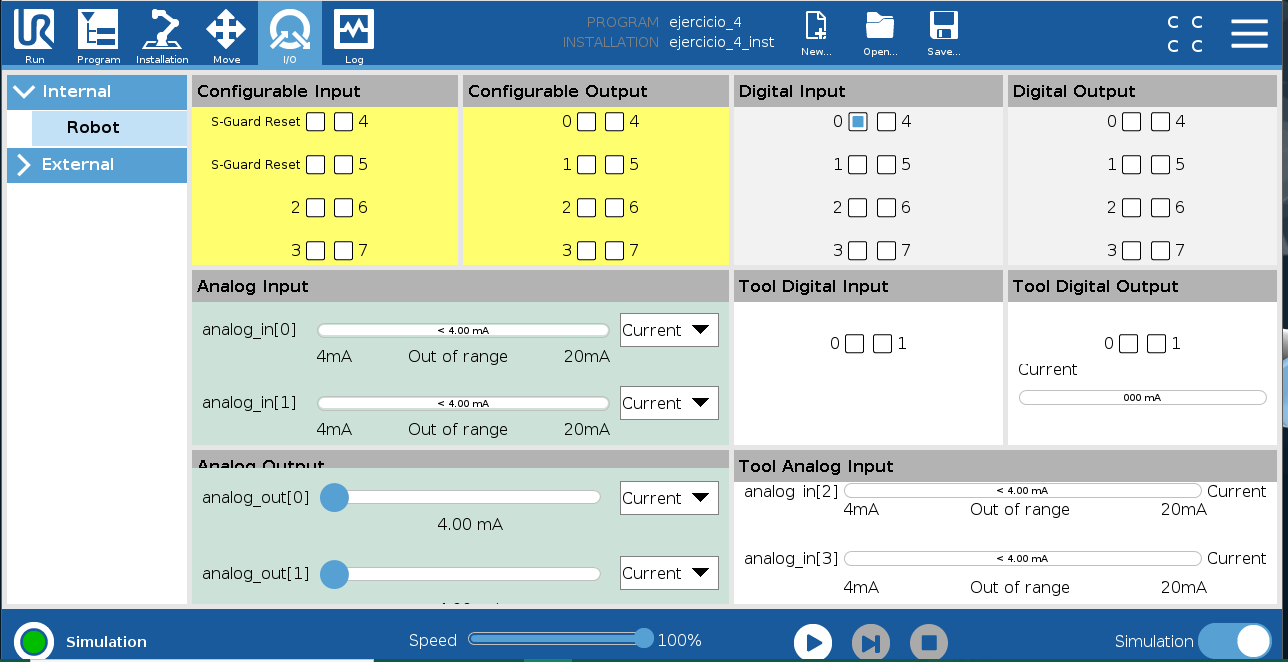 UR
Run
Program
Installation
Move
I/O
Log
PROGRAM ejercicio_4
INSTALLATION ejercicio_4_inst
New...
Open...
Save...
C C
C C
Internal
Robot
External
Configurable Input
S-Guard Reset 4
S-Guard Reset 5
2 6
3 7
Configurable Output
0 4
1 5
2 6
3 7
Digital Input
0 4
1 5
2 6
3 7
Digital Output
0 4
1 5
2 6
3 7
Analog Input
analog_in[0] < 4.00 mA Current
4mA Out of range 20mA
analog_in[1] < 4.00 mA Current
4mA Out of range 20mA
Tool Digital Input
0 1
Tool Digital Output
0 1
Current
000 mA
Analog Output
analog_out[0] Current
4.00 mA
analog_out[1] Current
Tool Analog Input
analog_in[2] < 4.00 mA Current
4mA Out of range 20mA
analog_in[3] < 4.00 mA Current
4mA Out of range 20mA
Simulation
Speed 100%
Simulation